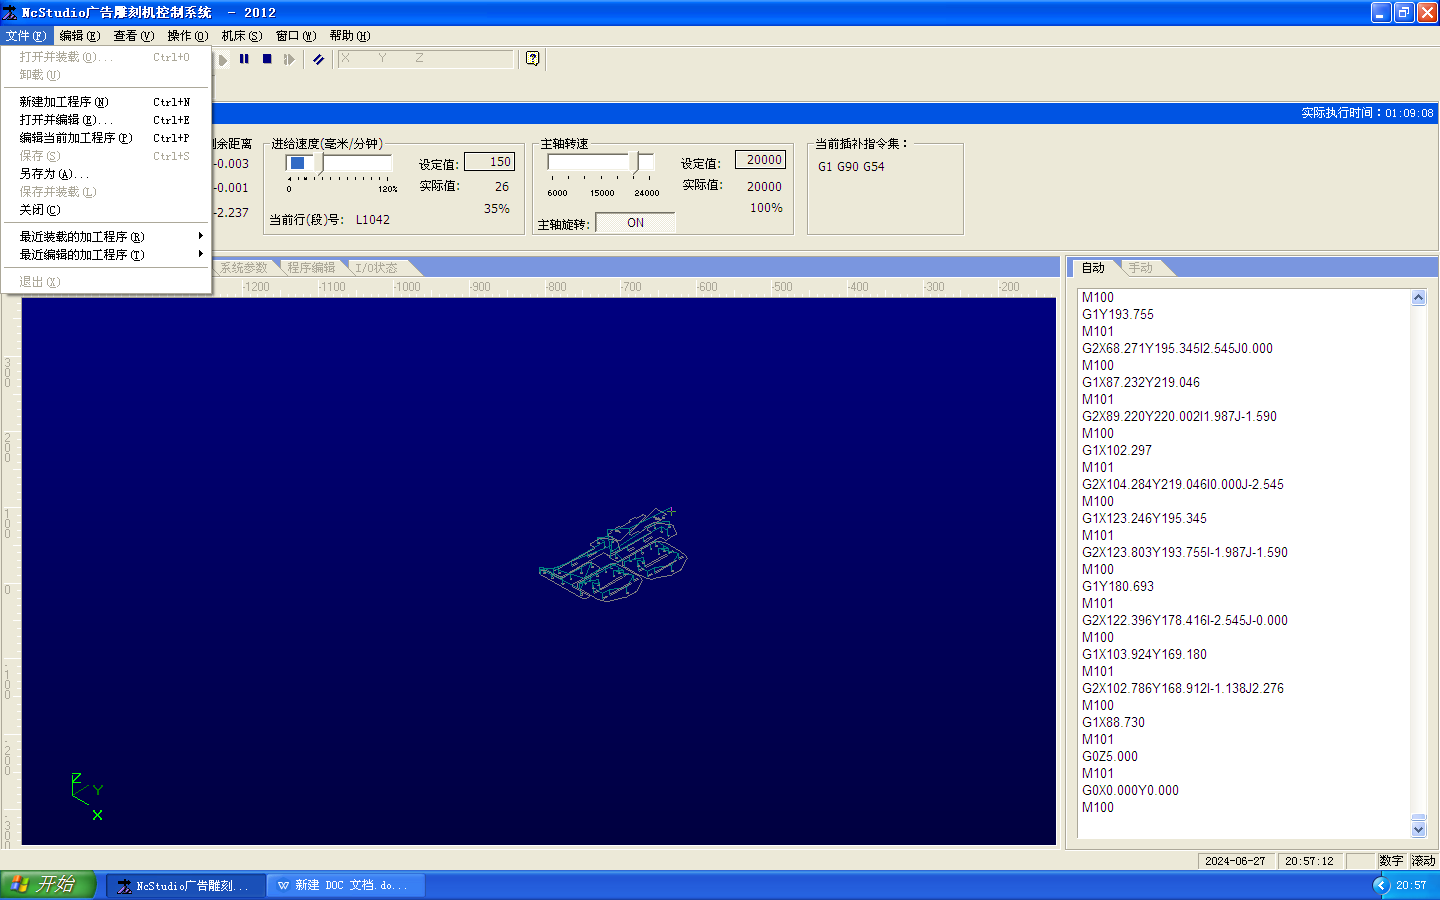 NcStudio广告雕刻机控制系统 - 2012
文件(F) 编辑(E) 查看(V) 操作(O) 机床(S) 窗口(W) 帮助(H)
打开并装载(O)... Ctrl+O
卸载(U)
新建加工程序(N) Ctrl+N
打开并编辑(E)... Ctrl+E
编辑当前加工程序(P) Ctrl+P
保存(S) Ctrl+S
另存为(A)...
保存并装载(L)
关闭(C)
最近装载的加工程序(R)
最近编辑的加工程序(T)
退出(X)
X Y Z
实际执行时间：01:09:08
剩余距离
-0.003
-0.001
-2.237
进给速度(毫米/分钟)
0 120%
设定值: 150
实际值: 26
35%
当前行(段)号: L1042
主轴转速
6000 15000 24000
设定值: 20000
实际值: 20000
100%
主轴旋转: ON
当前插补指令集：
G1 G90 G54
系统参数 程序编辑 I/O状态
-1200 -1100 -1000 -900 -800 -700 -600 -500 -400 -300 -200
300
200
100
0
-100
-200
-300
Z
Y
X
自动 手动
M100
G1Y193.755
M101
G2X68.271Y195.345I2.545J0.000
M100
G1X87.232Y219.046
M101
G2X89.220Y220.002I1.987J-1.590
M100
G1X102.297
M101
G2X104.284Y219.046I0.000J-2.545
M100
G1X123.246Y195.345
M101
G2X123.803Y193.755I-1.987J-1.590
M100
G1Y180.693
M101
G2X122.396Y178.416I-2.545J-0.000
M100
G1X103.924Y169.180
M101
G2X102.786Y168.912I-1.138J2.276
M100
G1X88.730
M101
G0Z5.000
M101
G0X0.000Y0.000
M100
2024-06-27 20:57:12 数字 滚动
开始 NcStudio广告雕刻... 新建 DOC 文档.do... 20:57